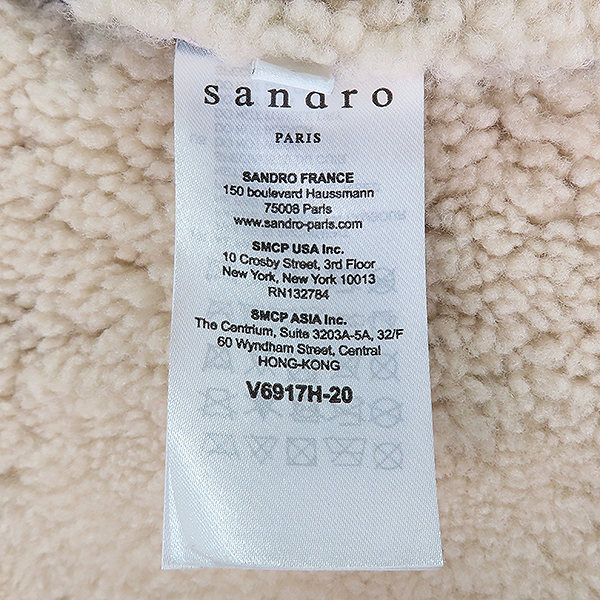 sandro
PARIS
SANDRO FRANCE
150 boulevard Haussmann
75008 Paris
www.sandro-paris.com
SMCP USA Inc.
10 Crosby Street, 3rd Floor
New York, New York 10013
RN132784
SMCP ASIA Inc.
The Centrium, Suite 3203A-5A, 32/F
60 Wyndham Street, Central
HONG-KONG
V6917H-20